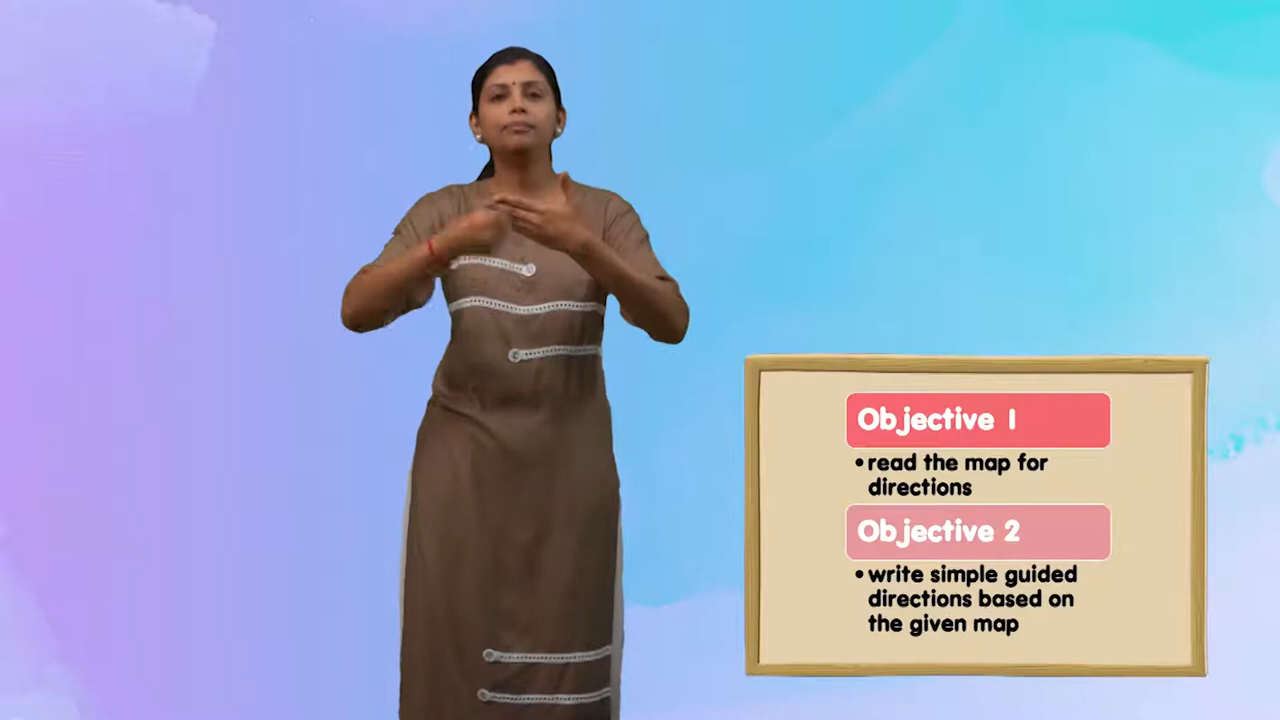 Objective 1
• read the map for
directions
Objective 2
• write simple guided
directions based on
the given map